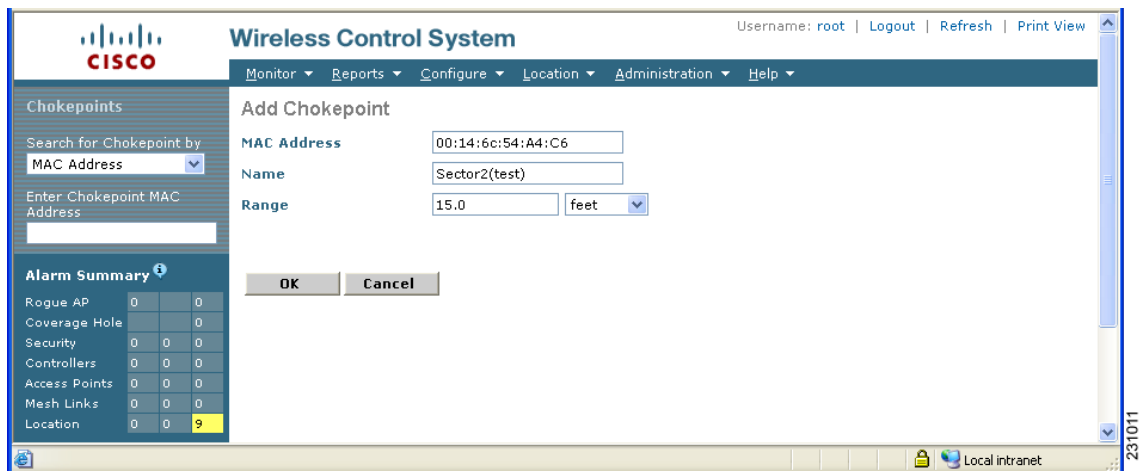 Username: root | Logout | Refresh | Print View
CISCO
Wireless Control System
Monitor Reports Configure Location Administration Help
Chokepoints
Search for Chokepoint by
MAC Address
Enter Chokepoint MAC
Address
Add Chokepoint
MAC Address 00:14:6c:54:A4:C6
Name Sector2(test)
Range 15.0 feet
OK Cancel
Alarm Summary
Rogue AP 0 0
Coverage Hole 0
Security 0 0 0
Controllers 0 0 0
Access Points 0 0 0
Mesh Links 0 0 0
Location 0 0 9
Local intranet
231011